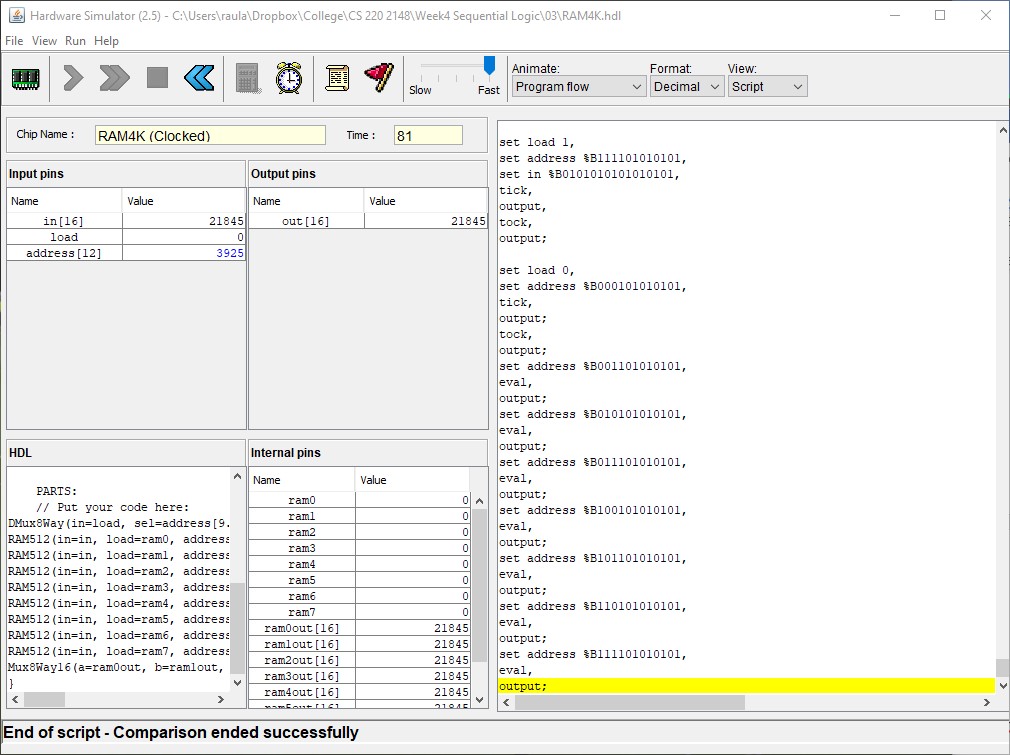 Hardware Simulator (2.5) - C:\Users\raula\Dropbox\College\CS 220 2148\Week4 Sequential Logic\03\RAM4K.hdl
File View Run Help
Slow Fast
Animate: Format: View:
Program flow Decimal Script
Chip Name : RAM4K (Clocked) Time : 81
Input pins
Name Value
in[16] 21845
load 0
address[12] 3925
Output pins
Name Value
out[16] 21845
HDL
PARTS:
// Put your code here:
DMux8Way(in=load, sel=address[9.
RAM512(in=in, load=ram0, address
RAM512(in=in, load=ram1, address
RAM512(in=in, load=ram2, address
RAM512(in=in, load=ram3, address
RAM512(in=in, load=ram4, address
RAM512(in=in, load=ram5, address
RAM512(in=in, load=ram6, address
RAM512(in=in, load=ram7, address
Mux8Way16(a=ram0out, b=ram1out,
}
Internal pins
Name Value
ram0 0
ram1 0
ram2 0
ram3 0
ram4 0
ram5 0
ram6 0
ram7 0
ram0out[16] 21845
ram1out[16] 21845
ram2out[16] 21845
ram3out[16] 21845
ram4out[16] 21845
ram5out[16] 21845
set load 1,
set address %B111101010101,
set in %B0101010101010101,
tick,
output,
tock,
output;
set load 0,
set address %B000101010101,
tick,
output;
tock,
output;
set address %B001101010101,
eval,
output;
set address %B010101010101,
eval,
output;
set address %B011101010101,
eval,
output;
set address %B100101010101,
eval,
output;
set address %B101101010101,
eval,
output;
set address %B110101010101,
eval,
output;
set address %B111101010101,
eval,
output;
End of script - Comparison ended successfully